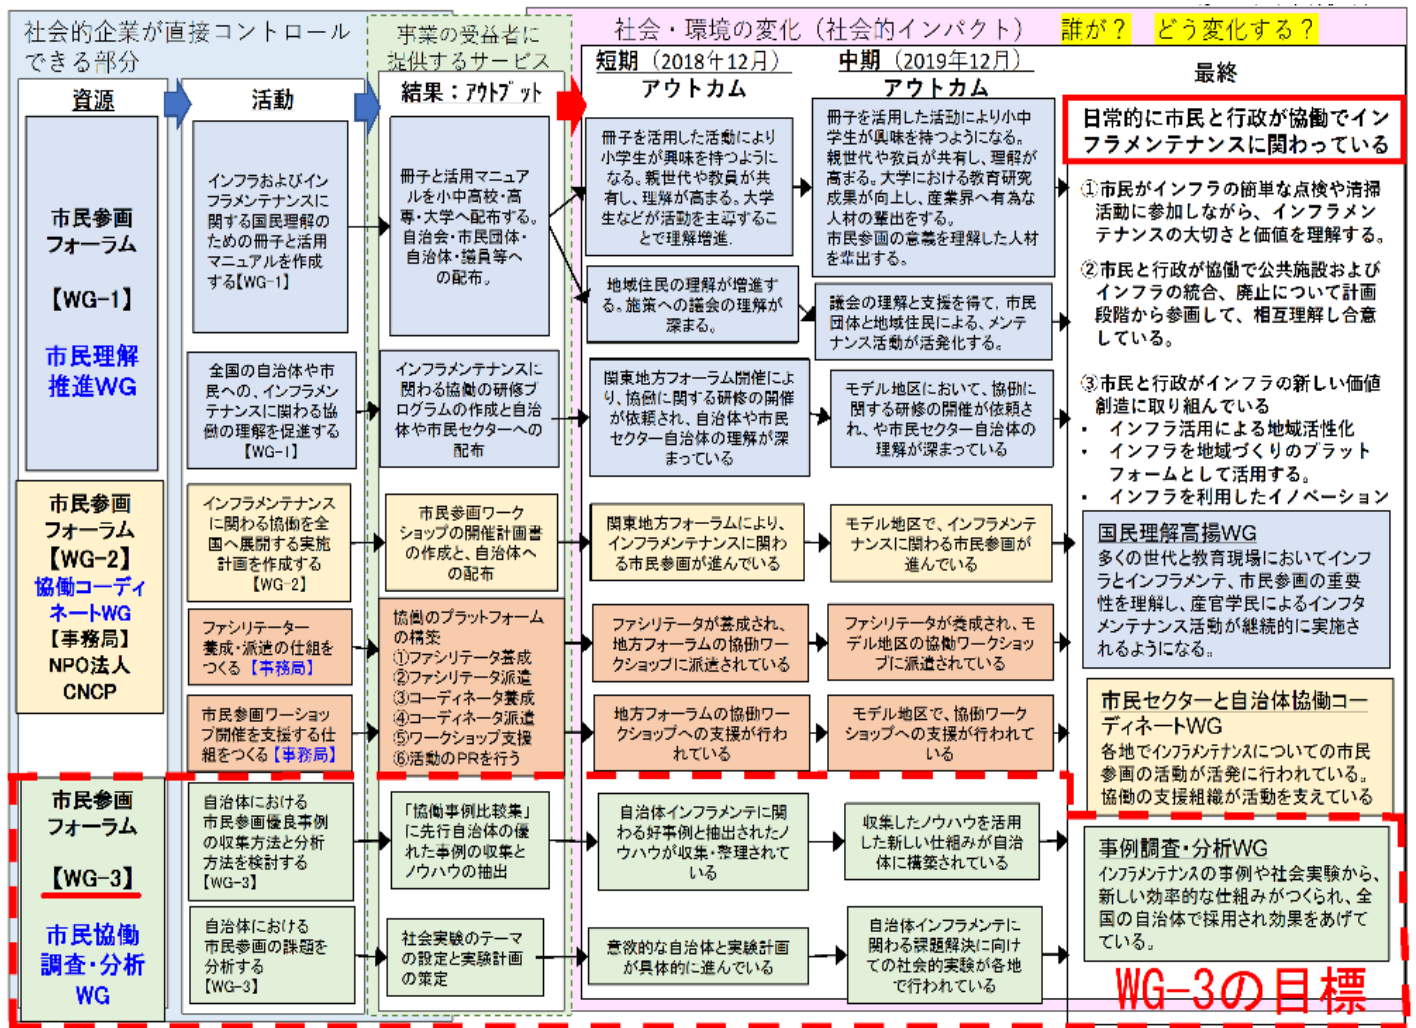 社会的企業が直接コントロール
できる部分
事業の受益者に
提供するサービス
社会・環境の変化（社会的インパクト）
誰が？
どう変化する？
資源
活動
結果：ｱｳﾄﾌﾟｯﾄ
短期（2018年12月）
アウトカム
中期（2019年12月）
アウトカム
最終
日常的に市民と行政が協働でイン
フラメンテナンスに関わっている
市民参画
フォーラム
【WG-1】
市民理解
推進WG
インフラおよびイン
フラメンテナンスに
関する国民理解の
ための冊子と活用
マニュアルを作成
する【WG-1】
冊子と活用マニュア
ルを小中高校・高
専・大学へ配布する。
自治会・市民団体・
自治体・議員等へ
の配布。
冊子を活用した活動により
小学生が興味を持つように
なる。親世代や教員が共
有し、理解が高まる。大学
生などが活動を主導するこ
とで理解増進.
冊子を活用した活動により小中
学生が興味を持つようになる。
親世代や教員が共有し、理解が
高まる。大学における教育研究
成果が向上し、産業界へ有為な
人材の輩出をする。
市民参画の意義を理解した人材
を輩出する。
地域住民の理解が増進す
る。施策への議会の理解が
深まる。
議会の理解と支援を得て，市民
団体と地域住民による、メンテ
ナンス活動が活発化する。
①市民がインフラの簡単な点検や清掃
活動に参加しながら、インフラメン
テナンスの大切さと価値を理解する。
②市民と行政が協働で公共施設および
インフラの統合、廃止について計画
段階から参画して、相互理解し合意
している。
③市民と行政がインフラの新しい価値
創造に取り組んでいる
・ インフラ活用による地域活性化
・ インフラを地域づくりのプラット
フォームとして活用する。
・ インフラを利用したイノベーション
全国の自治体や市
民への、インフラメン
テナンスに関わる協
働の理解を促進する
【WG-1】
インフラメンテナンスに
関わる協働の研修プ
ログラムの作成と自治
体や市民セクターへの
配布
関東地方フォーラム開催によ
り、協働に関する研修の開催
が依頼され、自治体や市民
セクター自治体の理解が深
まっている
モデル地区において、協働に
関する研修の開催が依頼さ
れ、や市民セクター自治体の
理解が深まっている
市民参画
フォーラム
【WG-2】
協働コーディ
ネートWG
【事務局】
NPO法人
CNCP
インフラメンテナンス
に関わる協働を全
国へ展開する実施
計画を作成する
【WG-2】
市民参画ワーク
ショップの開催計画書
の作成と、自治体へ
の配布
関東地方フォーラムにより、
インフラメンテナンスに関わ
る市民参画が進んでいる
モデル地区で、インフラメンテ
ナンスに関わる市民参画が
進んでいる
国民理解高揚WG
多くの世代と教育現場においてインフ
ラとインフラメンテ、市民参画の重要
性を理解し、産官学民によるインフタ
メンテナンス活動が継続的に実施さ
れるようになる。
ファシリテーター
養成・派遣の仕組を
つくる【事務局】
協働のプラットフォーム
の構築
①ファシリテータ養成
②ファシリテータ派遣
③コーディネータ養成
④コーディネータ派遣
⑤ワークショップ支援
⑥活動のPRを行う
ファシリテータが養成され、
地方フォーラムの協働ワー
クショップに派遣されている
ファシリテータが養成され、モ
デル地区の協働ワークショッ
プに派遣されている
市民参画ワーショッ
プ開催を支援する仕
組をつくる【事務局】
地方フォーラムの協働ワー
クショップへの支援が行わ
れている
モデル地区で、協働ワーク
ショップへの支援が行われて
いる
市民セクターと自治体協働コー
ディネートWG
各地でインフラメンテナンスについての市民
参画の活動が活発に行われている。
協働の支援組織が活動を支えている
市民参画
フォーラム
【WG-3】
市民協働
調査・分析
WG
自治体における
市民参画優良事例
の収集方法と分析
方法を検討する
【WG-3】
「協働事例比較集」
に先行自治体の優
れた事例の収集と
ノウハウの抽出
自治体インフラメンテに関
わる好事例と抽出されたノ
ウハウが収集・整理されて
いる
収集したノウハウを活用
した新しい仕組みが自治
体に構築されている
事例調査・分析WG
インフラメンテナンスの事例や社会実験から、
新しい効率的な仕組みがつくられ、全
国の自治体で採用され効果をあげて
ている。
自治体における
市民参画の課題を
分析する
【WG-3】
社会実験のテーマ
の設定と実験計画
の策定
意欲的な自治体と実験計画
が具体的に進んでいる
自治体インフラメンテに
関わる課題解決に向け
ての社会的実験が各地
で行われている
WG-3の目標